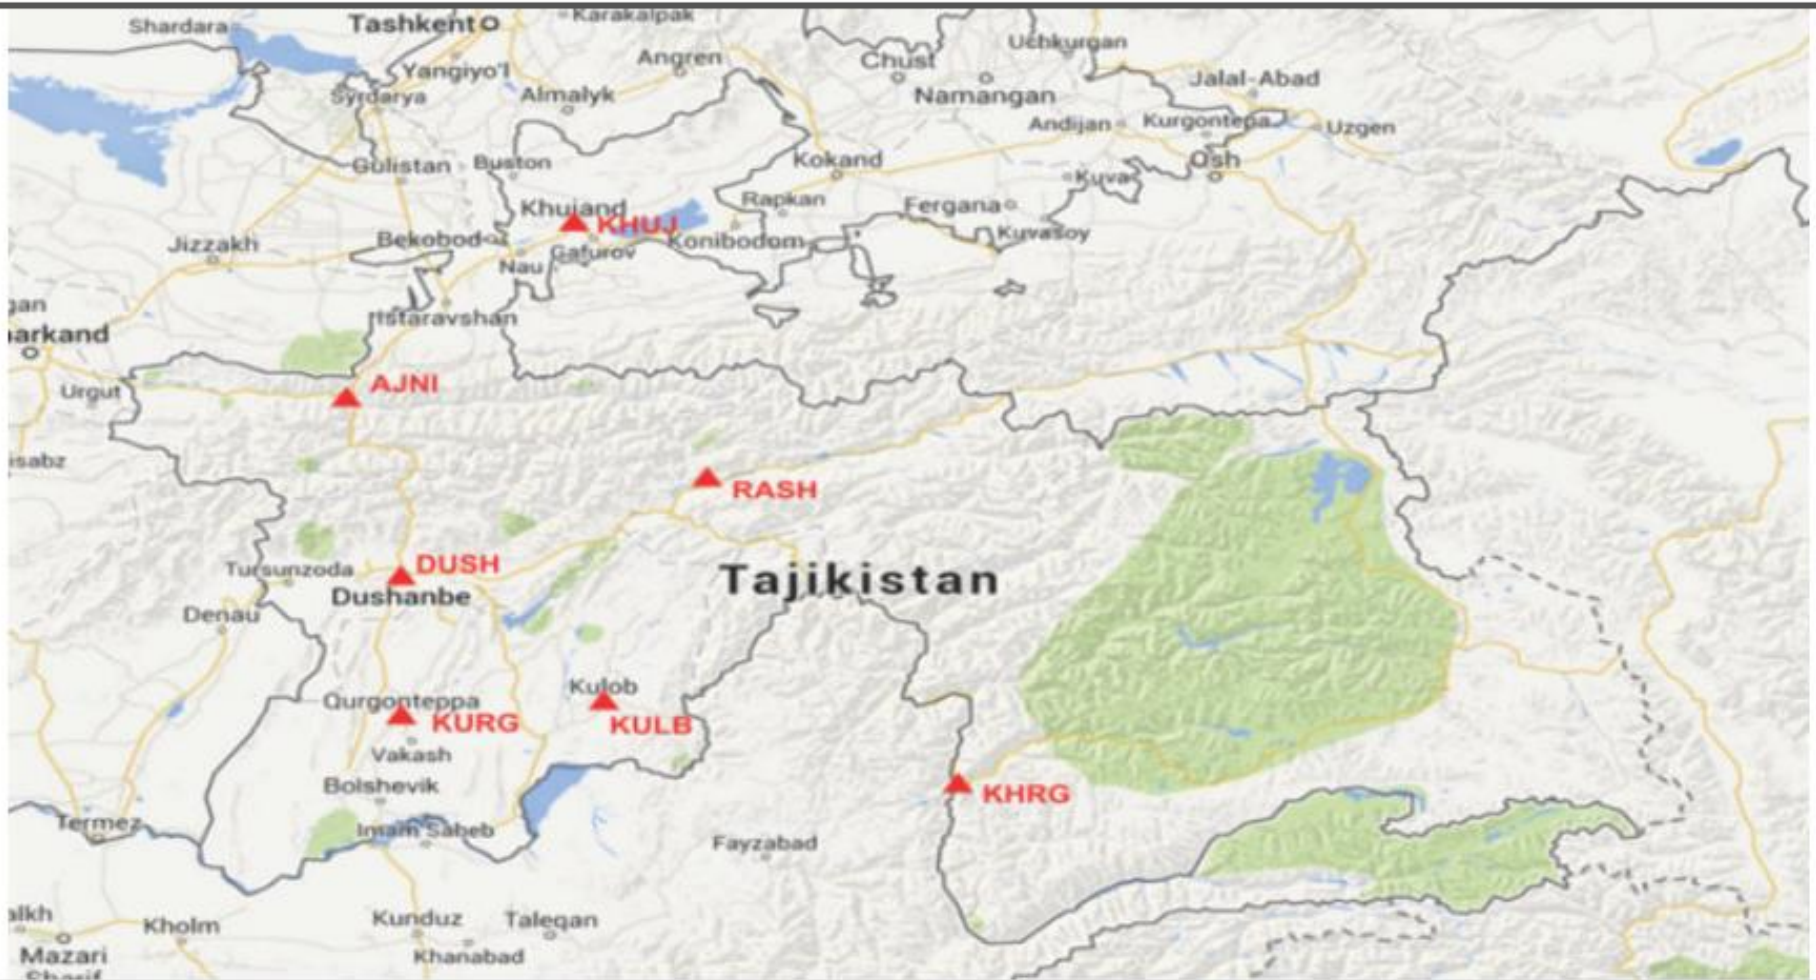 Shardara
Tashkent
Karakalpak
Uchkurgan
Angren
Chust
Yangiyo'l
Jalal-Abad
Syrdarya
Almalyk
Namangan
Andijan
Kurgontepa
Uzgen
Gulistan
Buston
Kokand
Osh
Kuva
Khujand
KHUJ
Rapkan
Fergana
Jizzakh
Bekobod
Konibodom
Kuvasoy
Nau
Gafurov
gan
Istaravshan
arkand
AJNI
Urgut
isabz
RASH
Tursunzoda
DUSH
Tajikistan
Dushanbe
Denau
Kulob
Qurgonteppa
KURG
KULB
Vakash
Bolshevik
KHRG
Termez
Imam Saheb
Fayzabad
alkh
Kholm
Kunduz
Taleqan
Mazari
Sharif
Khanabad